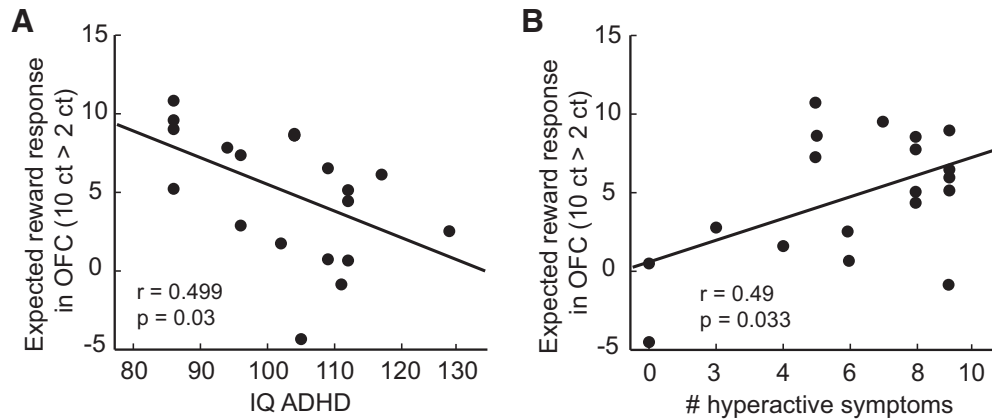 A
Expected reward response
in OFC (10 ct > 2 ct)
15
10
5
0
-5
r = 0.499
p = 0.03
80 90 100 110 120 130
IQ ADHD
B
Expected reward response
in OFC (10 ct > 2 ct)
15
10
5
0
-5
r = 0.49
p = 0.033
0 3 4 6 8 10
# hyperactive symptoms